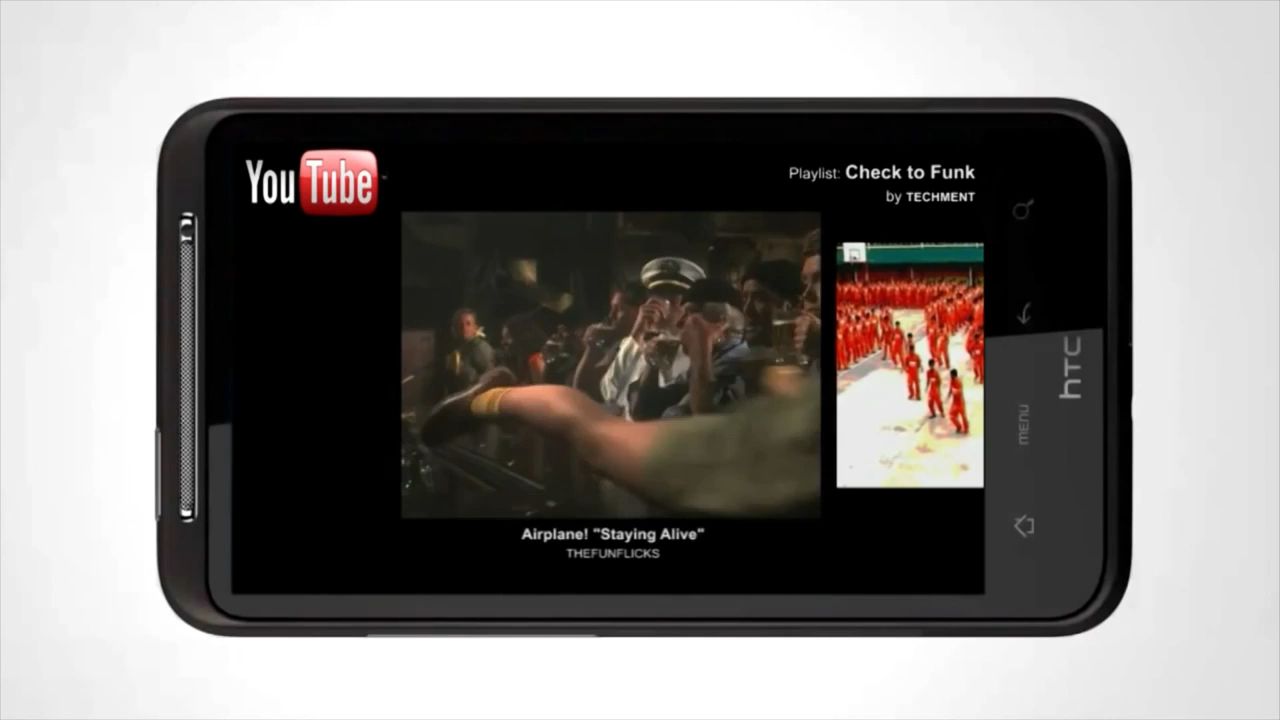 YouTube
Playlist: Check to Funk
by TECHMENT
Airplane! "Staying Alive"
THEFUNFLICKS
hTC
menu